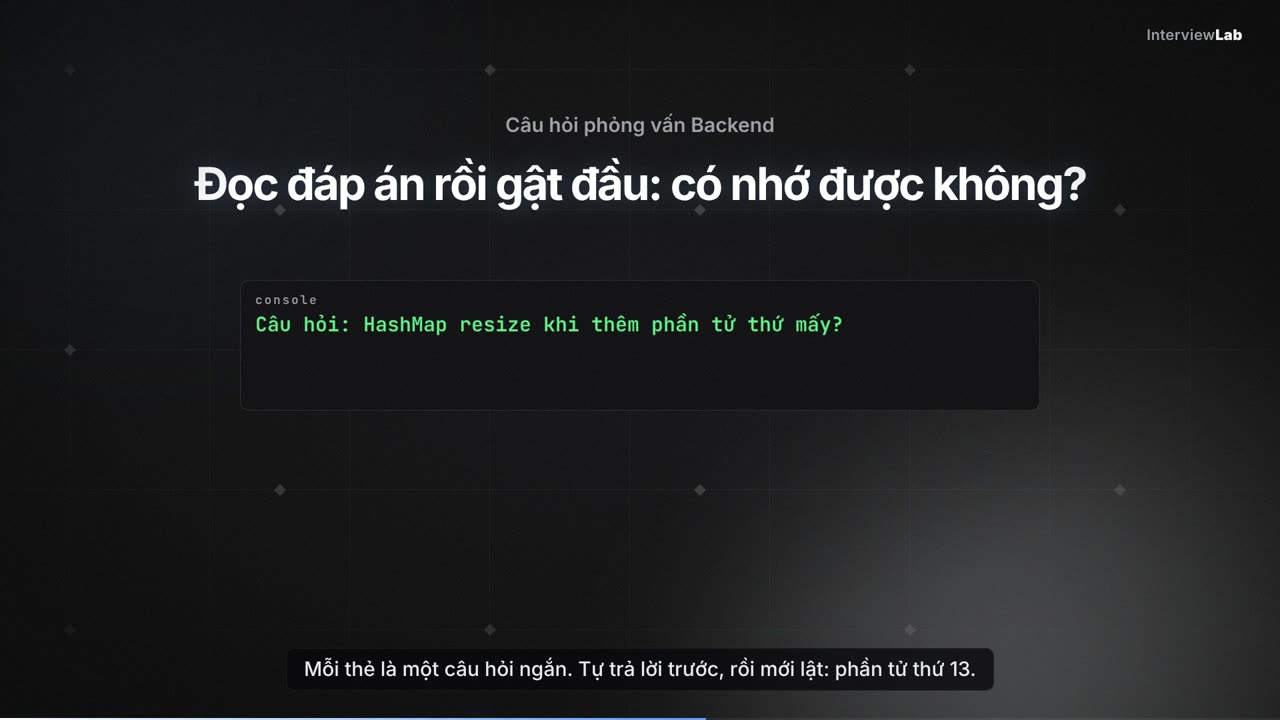 InterviewLab
Câu hỏi phỏng vấn Backend
Đọc đáp án rồi gật đầu: có nhớ được không?
console
Câu hỏi: HashMap resize khi thêm phần tử thứ mấy?
Mỗi thẻ là một câu hỏi ngắn. Tự trả lời trước, rồi mới lật: phần tử thứ 13.